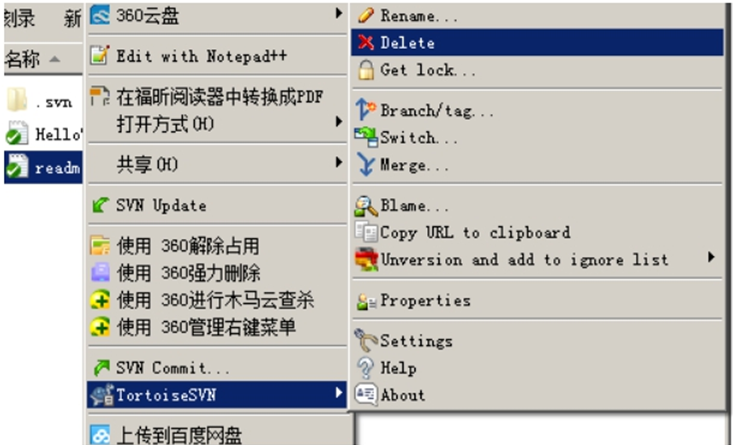 刻录 新
名称
.svn
Hello
readm
360云盘
Edit with Notepad++
在福昕阅读器中转换成PDF
打开方式(H)
共享(H)
SVN Update
使用 360解除占用
使用 360强力删除
使用 360进行木马云查杀
使用 360管理右键菜单
SVN Commit...
TortoiseSVN
上传到百度网盘
Rename...
Delete
Get lock...
Branch/tag...
Switch...
Merge...
Blame...
Copy URL to clipboard
Unversion and add to ignore list
Properties
Settings
Help
About